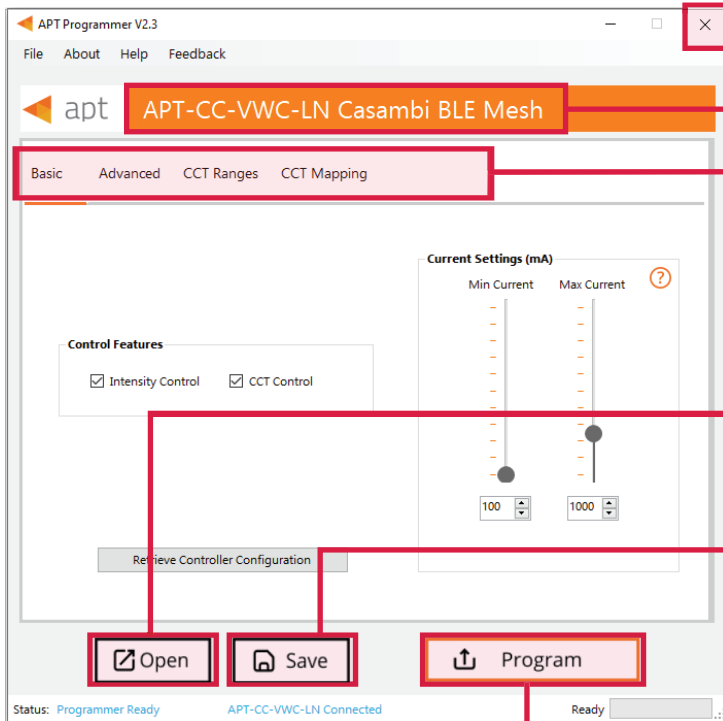 APT Programmer V2.3
File About Help Feedback
apt APT-CC-VWC-LN Casambi BLE Mesh
Basic Advanced CCT Ranges CCT Mapping
Current Settings (mA)
Min Current Max Current ?
Control Features
Intensity Control CCT Control
100 1000
Retrieve Controller Configuration
Open Save Program
Status: Programmer Ready APT-CC-VWC-LN Connected Ready